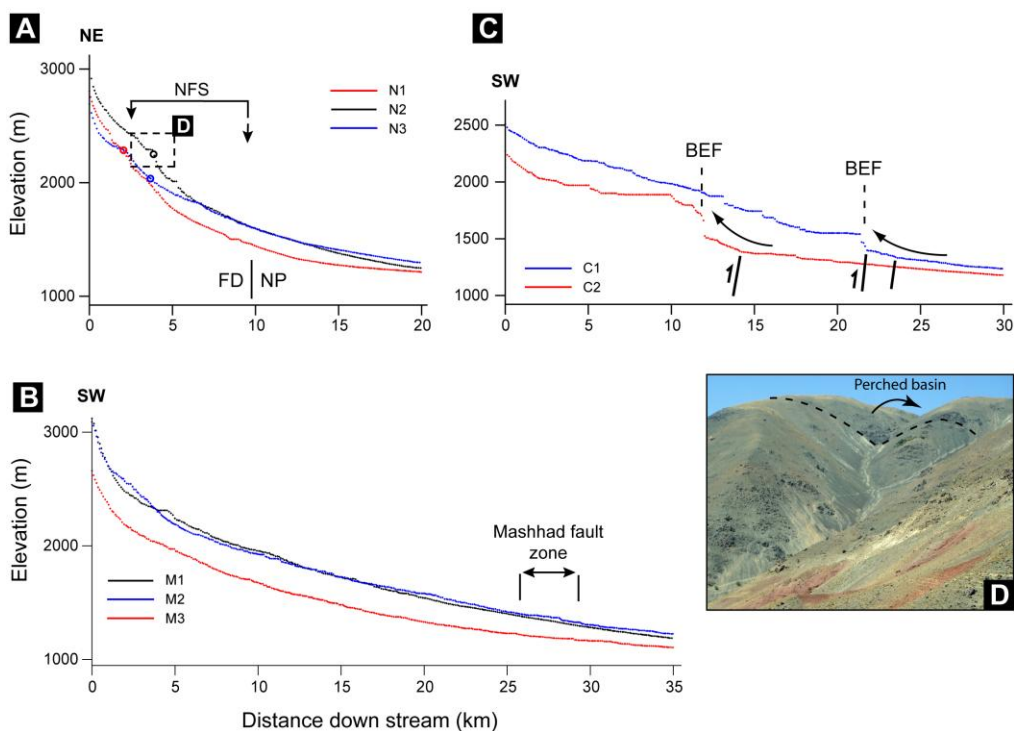 A
NE
NFS
D
N1
N2
N3
Elevation (m)
3000
2000
1000
FD
NP
0
5
10
15
20
C
SW
2500
2000
1500
1000
BEF
BEF
C1
C2
0
5
10
15
20
25
30
B
SW
3000
2000
1000
Elevation (m)
Mashhad fault
zone
M1
M2
M3
0
5
10
15
20
25
30
35
Distance down stream (km)
Perched basin
D